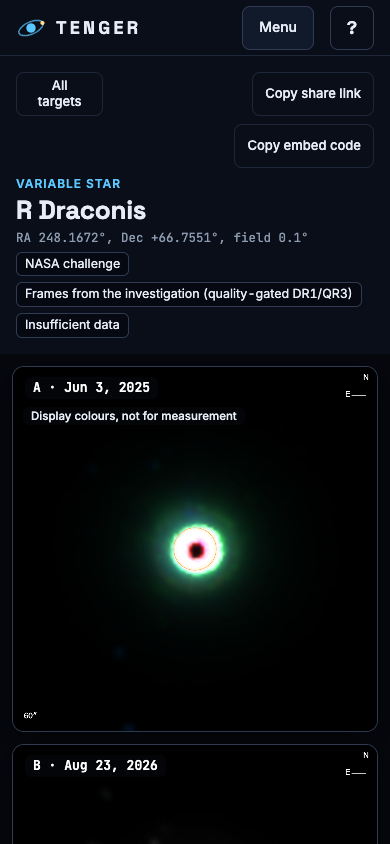 TENGER
Menu
?
All
targets
Copy share link
Copy embed code
VARIABLE STAR
R Draconis
RA 248.1672°, Dec +66.7551°, field 0.1°
NASA challenge
Frames from the investigation (quality-gated DR1/QR3)
Insufficient data
A · Jun 3, 2025
N
E
Display colours, not for measurement
60"
B · Aug 23, 2026
N
E